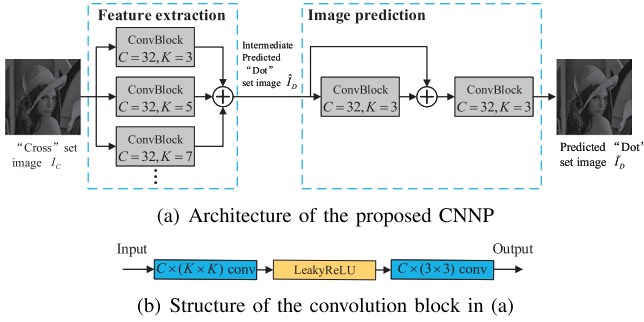 Feature extraction
Image prediction
ConvBlock
C = 32, K = 3
ConvBlock
C = 32, K = 5
ConvBlock
C = 32, K = 7
Intermediate
Predicted
"Dot"
set image Î_D
ConvBlock
C = 32, K = 3
ConvBlock
C = 32, K = 3
"Cross" set
image I_C
Predicted "Dot"
set image Ĩ_D
(a) Architecture of the proposed CNNP
Input
C×(K×K) conv
LeakyReLU
C×(3×3) conv
Output
(b) Structure of the convolution block in (a)